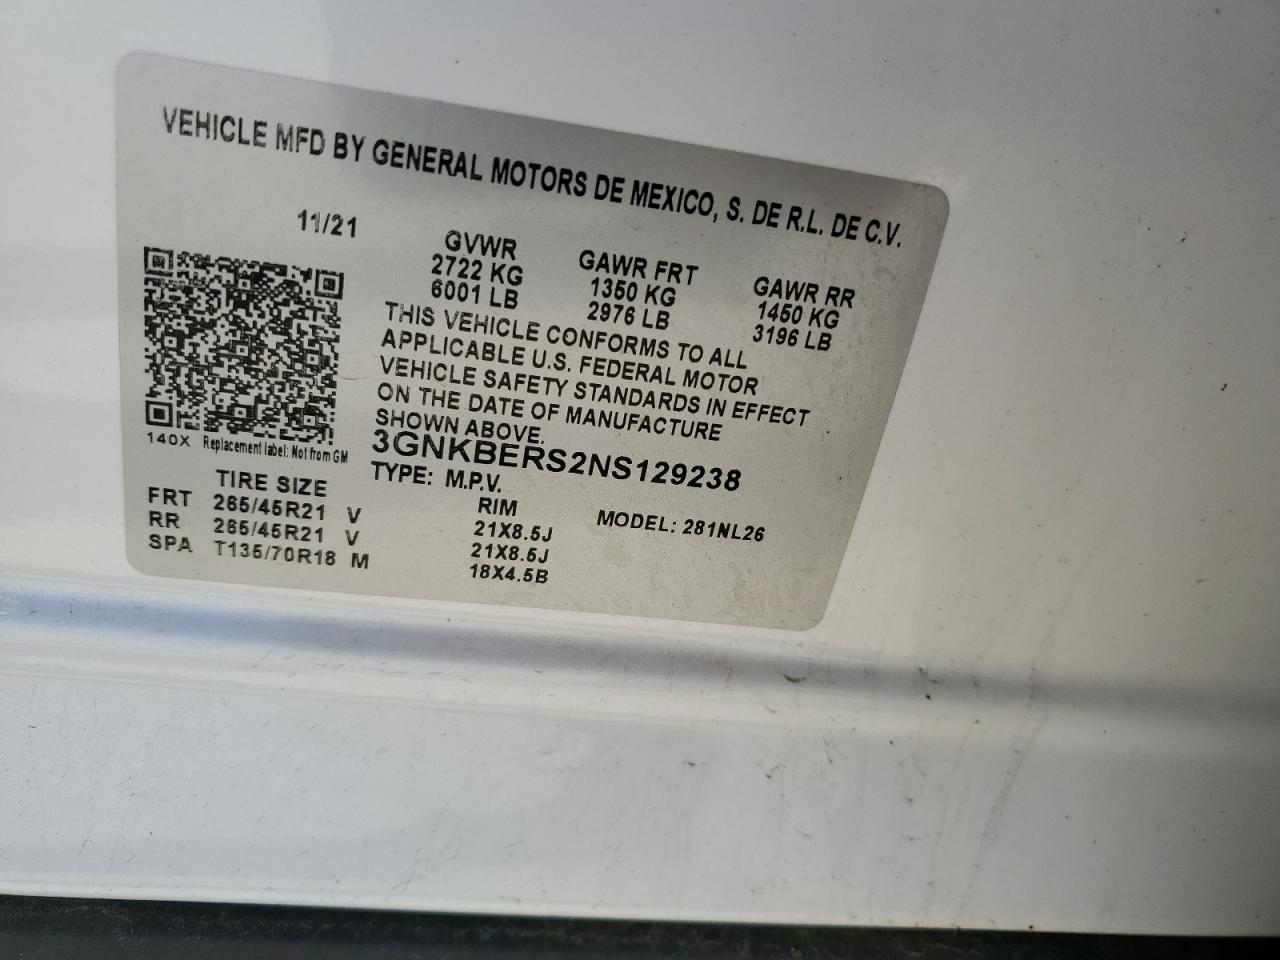 VEHICLE MFD BY GENERAL MOTORS DE MEXICO, S. DE R.L. DE C.V.
11/21
GVWR GAWR FRT GAWR RR
2722 KG 1350 KG 1450 KG
6001 LB 2976 LB 3196 LB
THIS VEHICLE CONFORMS TO ALL
APPLICABLE U.S. FEDERAL MOTOR
VEHICLE SAFETY STANDARDS IN EFFECT
ON THE DATE OF MANUFACTURE
SHOWN ABOVE.
140X Replacement label: Not from GM
3GNKBERS2NS129238
TYPE: M.P.V.
MODEL: 281NL26
TIRE SIZE RIM
FRT 265/45R21 V 21X8.5J
RR 265/45R21 V 21X8.5J
SPA T135/70R18 M 18X4.5B